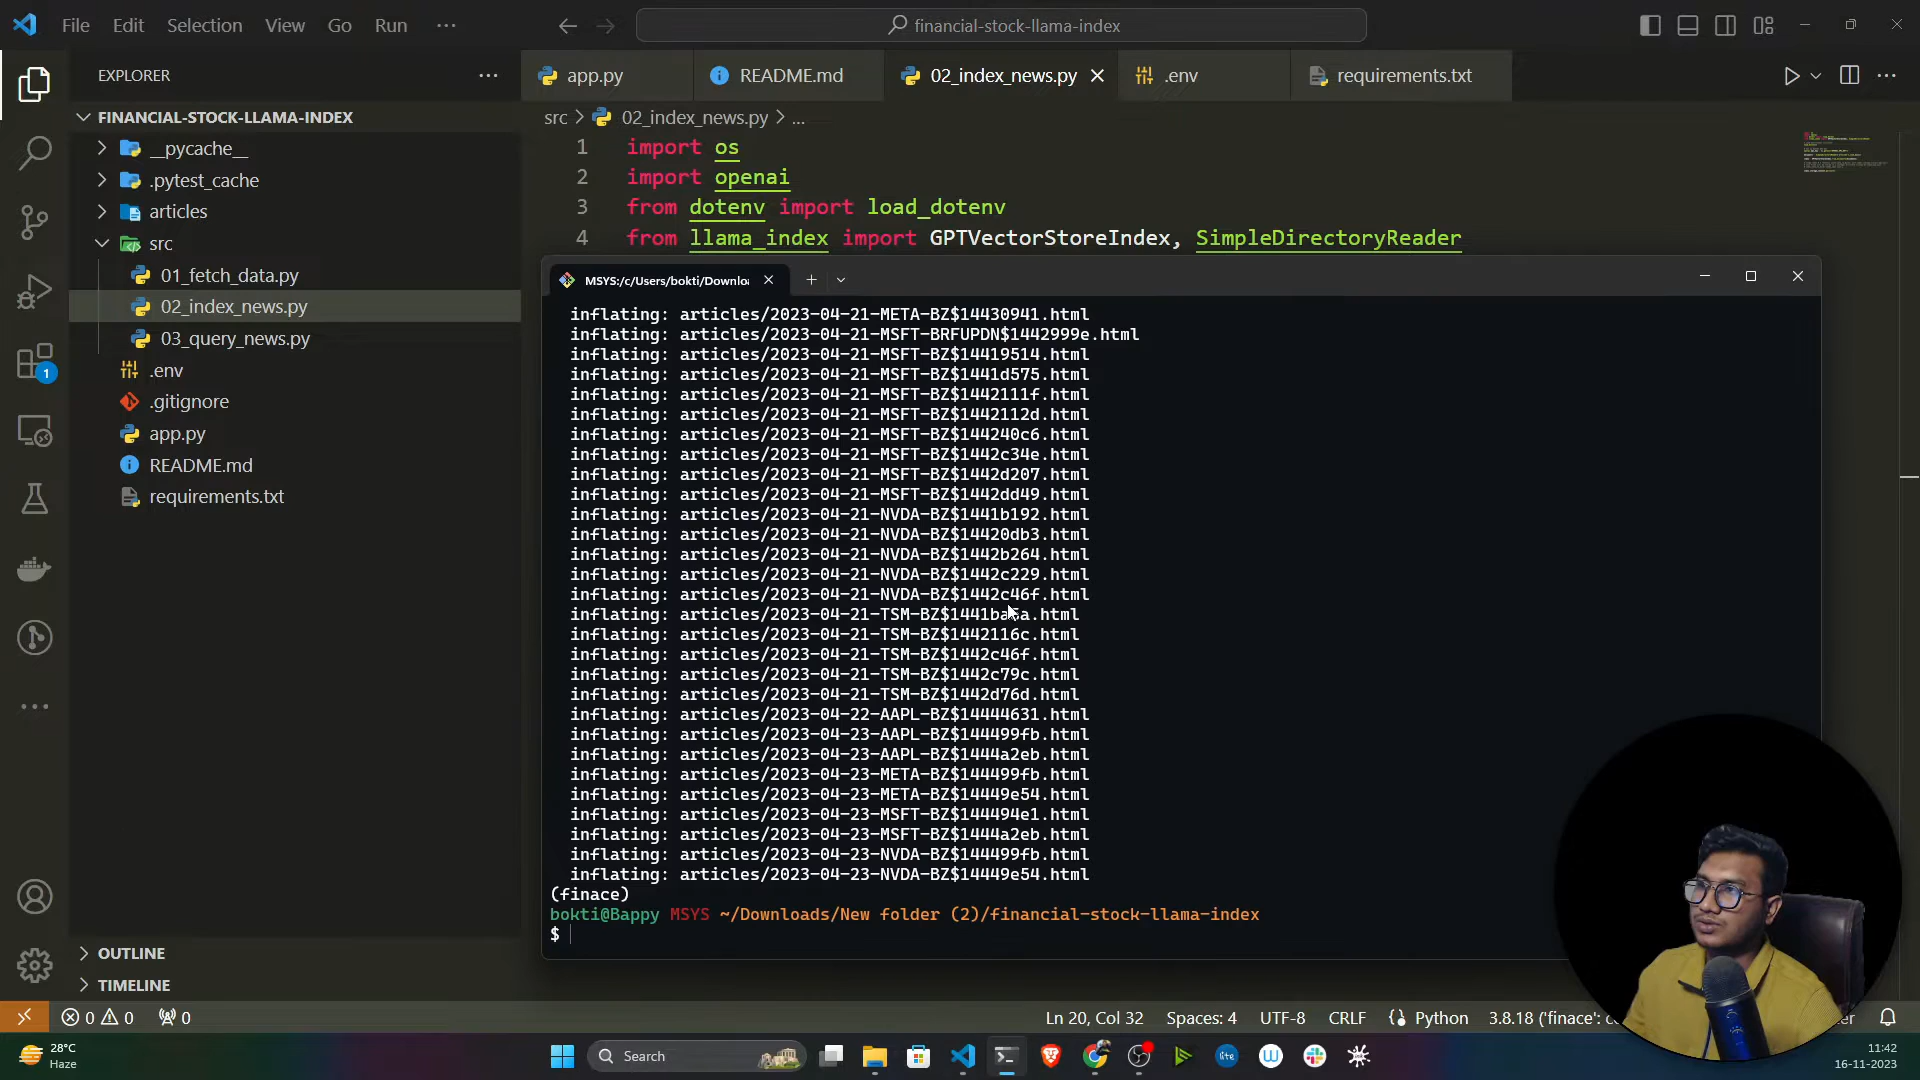 File Edit Selection View Go Run ···
financial-stock-llama-index
EXPLORER ···
FINANCIAL-STOCK-LLAMA-INDEX
__pycache__
.pytest_cache
articles
src
01_fetch_data.py
02_index_news.py
03_query_news.py
.env
.gitignore
app.py
README.md
requirements.txt
OUTLINE
TIMELINE
1
app.py README.md 02_index_news.py .env requirements.txt
src > 02_index_news.py > ...
1 import os
2 import openai
3 from dotenv import load_dotenv
4 from llama_index import GPTVectorStoreIndex, SimpleDirectoryReader
MSYS:/c/Users/bokti/Downlo
inflating: articles/2023-04-21-META-BZ$14430941.html
inflating: articles/2023-04-21-MSFT-BRFUPDN$1442999e.html
inflating: articles/2023-04-21-MSFT-BZ$14419514.html
inflating: articles/2023-04-21-MSFT-BZ$1441d575.html
inflating: articles/2023-04-21-MSFT-BZ$1442111f.html
inflating: articles/2023-04-21-MSFT-BZ$1442112d.html
inflating: articles/2023-04-21-MSFT-BZ$144240c6.html
inflating: articles/2023-04-21-MSFT-BZ$1442c34e.html
inflating: articles/2023-04-21-MSFT-BZ$1442d207.html
inflating: articles/2023-04-21-MSFT-BZ$1442dd49.html
inflating: articles/2023-04-21-NVDA-BZ$1441b192.html
inflating: articles/2023-04-21-NVDA-BZ$14420db3.html
inflating: articles/2023-04-21-NVDA-BZ$1442b264.html
inflating: articles/2023-04-21-NVDA-BZ$1442c229.html
inflating: articles/2023-04-21-NVDA-BZ$1442c46f.html
inflating:
inflating: articles/2023-04-21-TSM-BZ$1442116c.html
inflating: articles/2023-04-21-TSM-BZ$1442c46f.html
inflating: articles/2023-04-21-TSM-BZ$1442c79c.html
inflating: articles/2023-04-21-TSM-BZ$1442d76d.html
inflating: articles/2023-04-22-AAPL-BZ$14444631.html
inflating: articles/2023-04-23-AAPL-BZ$144499fb.html
inflating: articles/2023-04-23-AAPL-BZ$1444a2eb.html
inflating: articles/2023-04-23-META-BZ$144499fb.html
inflating: articles/2023-04-23-META-BZ$14449e54.html
inflating: articles/2023-04-23-MSFT-BZ$144494e1.html
inflating: articles/2023-04-23-MSFT-BZ$1444a2eb.html
inflating: articles/2023-04-23-NVDA-BZ$144499fb.html
inflating: articles/2023-04-23-NVDA-BZ$14449e54.html
(finace)
bokti@Bappy MSYS ~/Downloads/New folder (2)/financial-stock-llama-index
$
0 0 0
Ln 20, Col 32 Spaces: 4 UTF-8 CRLF Python 3.8.18 ('finace':
28°C
Haze
Search
lite
11:42
16-11-2023